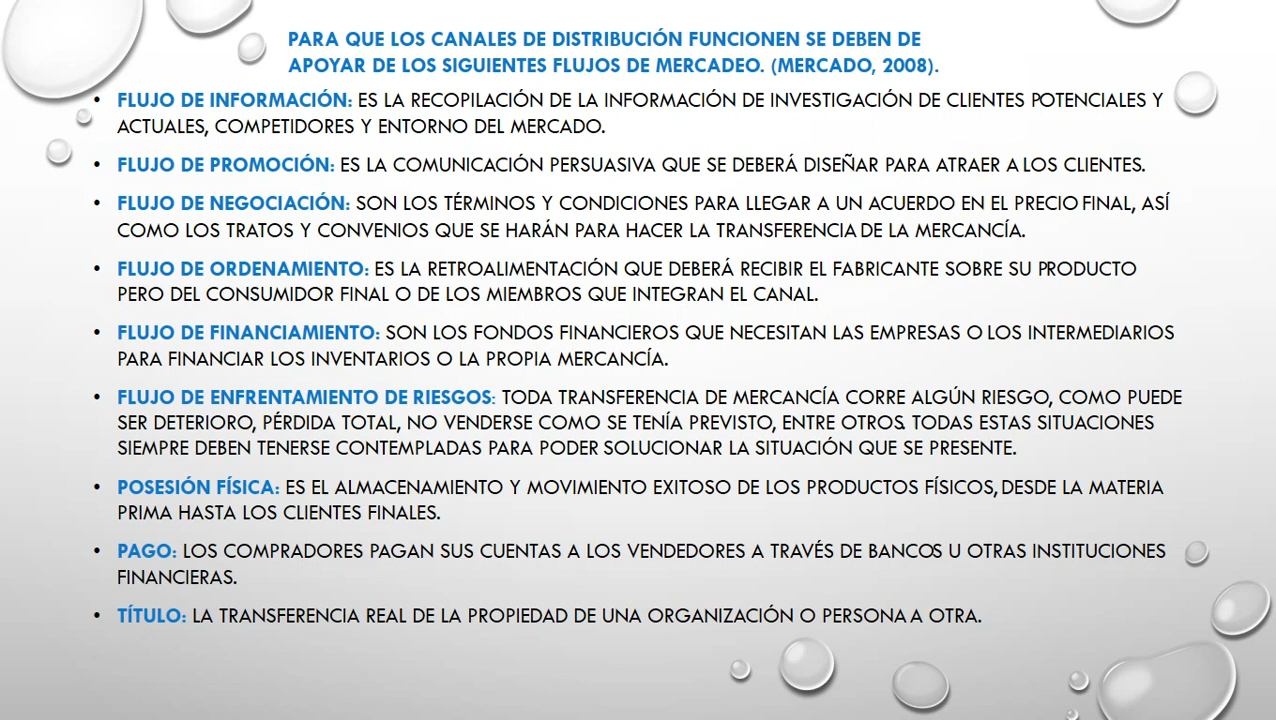 PARA QUE LOS CANALES DE DISTRIBUCIÓN FUNCIONEN SE DEBEN DE
APOYAR DE LOS SIGUIENTES FLUJOS DE MERCADEO. (MERCADO, 2008).
• FLUJO DE INFORMACIÓN: ES LA RECOPILACIÓN DE LA INFORMACIÓN DE INVESTIGACIÓN DE CLIENTES POTENCIALES Y
ACTUALES, COMPETIDORES Y ENTORNO DEL MERCADO.
• FLUJO DE PROMOCIÓN: ES LA COMUNICACIÓN PERSUASIVA QUE SE DEBERÁ DISEÑAR PARA ATRAER A LOS CLIENTES.
• FLUJO DE NEGOCIACIÓN: SON LOS TÉRMINOS Y CONDICIONES PARA LLEGAR A UN ACUERDO EN EL PRECIO FINAL, ASÍ
COMO LOS TRATOS Y CONVENIOS QUE SE HARÁN PARA HACER LA TRANSFERENCIA DE LA MERCANCÍA.
• FLUJO DE ORDENAMIENTO: ES LA RETROALIMENTACIÓN QUE DEBERÁ RECIBIR EL FABRICANTE SOBRE SU PRODUCTO
PERO DEL CONSUMIDOR FINAL O DE LOS MIEMBROS QUE INTEGRAN EL CANAL.
• FLUJO DE FINANCIAMIENTO: SON LOS FONDOS FINANCIEROS QUE NECESITAN LAS EMPRESAS O LOS INTERMEDIARIOS
PARA FINANCIAR LOS INVENTARIOS O LA PROPIA MERCANCÍA.
• FLUJO DE ENFRENTAMIENTO DE RIESGOS: TODA TRANSFERENCIA DE MERCANCÍA CORRE ALGÚN RIESGO, COMO PUEDE
SER DETERIORO, PÉRDIDA TOTAL, NO VENDERSE COMO SE TENÍA PREVISTO, ENTRE OTROS. TODAS ESTAS SITUACIONES
SIEMPRE DEBEN TENERSE CONTEMPLADAS PARA PODER SOLUCIONAR LA SITUACIÓN QUE SE PRESENTE.
• POSESIÓN FÍSICA: ES EL ALMACENAMIENTO Y MOVIMIENTO EXITOSO DE LOS PRODUCTOS FÍSICOS, DESDE LA MATERIA
PRIMA HASTA LOS CLIENTES FINALES.
• PAGO: LOS COMPRADORES PAGAN SUS CUENTAS A LOS VENDEDORES A TRAVÉS DE BANCOS U OTRAS INSTITUCIONES
FINANCIERAS.
• TÍTULO: LA TRANSFERENCIA REAL DE LA PROPIEDAD DE UNA ORGANIZACIÓN O PERSONA A OTRA.